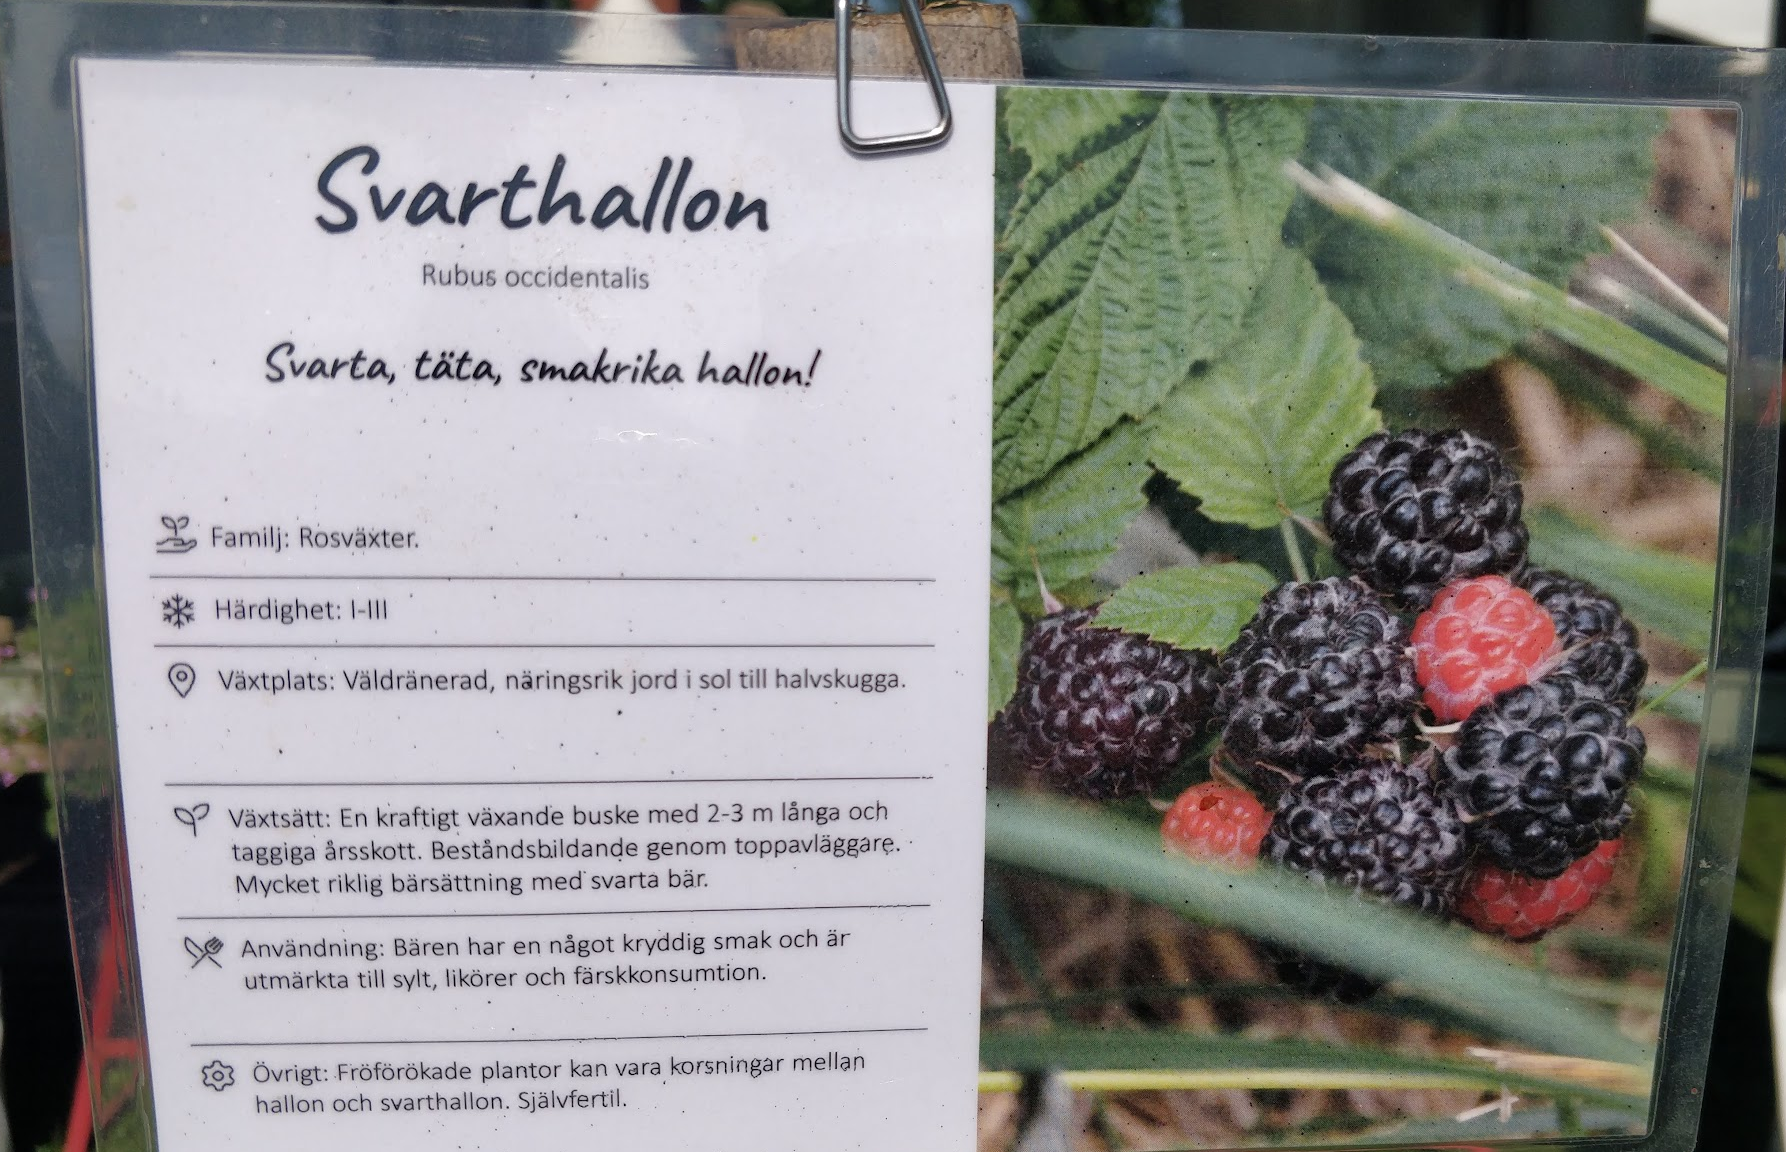 Svarthallon
Rubus occidentalis
Svarta, täta, smakrika hallon!
Familj: Rosväxter.
Härdighet: I-III
Växtplats: Väldränerad, näringsrik jord i sol till halvskugga.
Växtsätt: En kraftigt växande buske med 2-3 m långa och
taggiga årsskott. Beståndsbildande genom toppavläggare.
Mycket riklig bärsättning med svarta bär.
Användning: Bären har en något kryddig smak och är
utmärkta till sylt, likörer och färskkonsumtion.
Övrigt: Fröförökade plantor kan vara korsningar mellan
hallon och svarthallon. Självfertil.